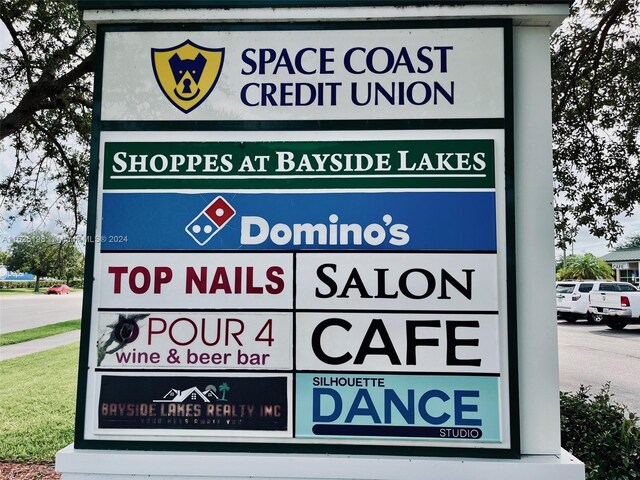 SPACE COAST
CREDIT UNION
SHOPPES AT BAYSIDE LAKES
Domino's
TOP NAILS
SALON
POUR 4
wine & beer bar
CAFE
BAYSIDE LAKES REALTY INC
SILHOUETTE
DANCE
STUDIO
2024